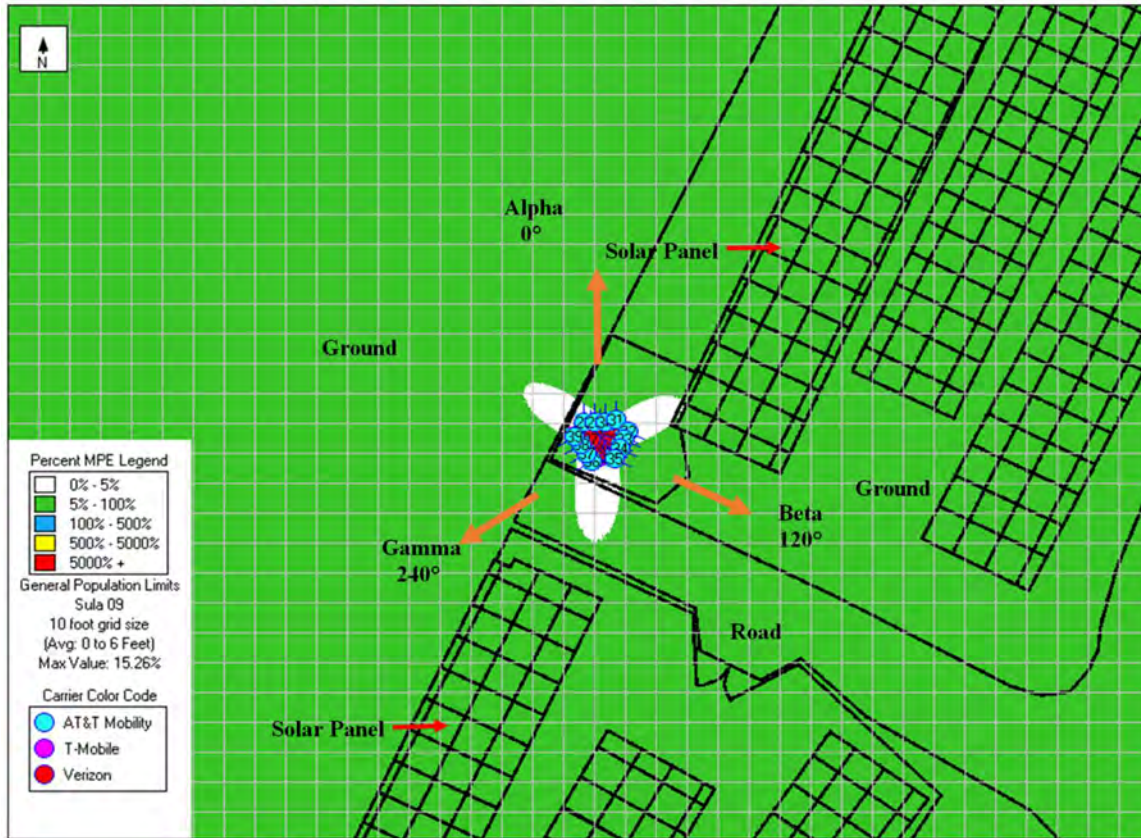 N
Alpha
0°
Solar Panel
Ground
31
Ground
Beta
120°
Gamma
240°
Road
Solar Panel
Percent MPE Legend
0% - 5%
5% - 100%
100% - 500%
500% - 5000%
5000% +
General Population Limits
Sula 09
10 foot grid size
(Avg: 0 to 6 Feet)
Max Value: 15.26%
Carrier Color Code
AT&T Mobility
T-Mobile
Verizon